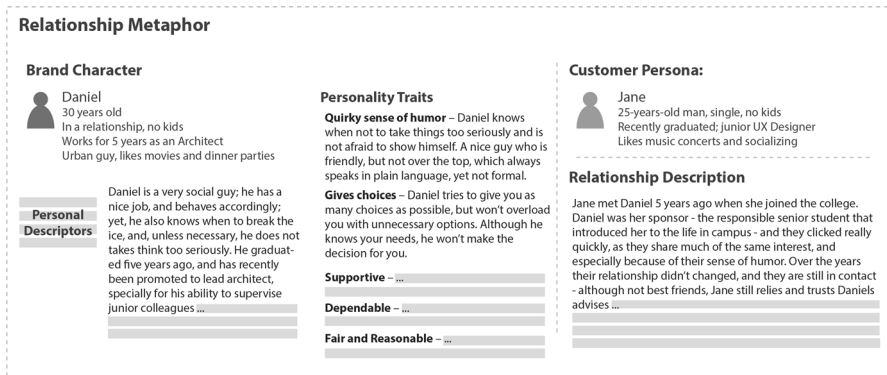 Relationship Metaphor
Brand Character
Daniel
30 years old
In a relationship, no kids
Works for 5 years as an Architect
Urban guy, likes movies and dinner parties
Personal
Descriptors
Daniel is a very social guy; he has a
nice job, and behaves accordingly;
yet, he also knows when to break the
ice, and, unless necessary, he does not
takes think too seriously. He graduat-
ed five years ago, and has recently
been promoted to lead architect,
specially for his ability to supervise
junior colleagues ...
Personality Traits
Quirky sense of humor – Daniel knows
when not to take things too seriously and is
not afraid to show himself. A nice guy who is
friendly, but not over the top, which always
speaks in plain language, yet not formal.
Gives choices – Daniel tries to give you as
many choices as possible, but won't overload
you with unnecessary options. Although he
knows your needs, he won't make the
decision for you.
Supportive – ...
Dependable – ...
Fair and Reasonable – ...
Customer Persona:
Jane
25-years-old man, single, no kids
Recently graduated; junior UX Designer
Likes music concerts and socializing
Relationship Description
Jane met Daniel 5 years ago when she joined the college.
Daniel was her sponsor - the responsible senior student that
introduced her to the life in campus - and they clicked really
quickly, as they share much of the same interest, and
especially because of their sense of humor. Over the years
their relationship didn't changed, and they are still in contact
- although not best friends, Jane still relies and trusts Daniels
advises ...